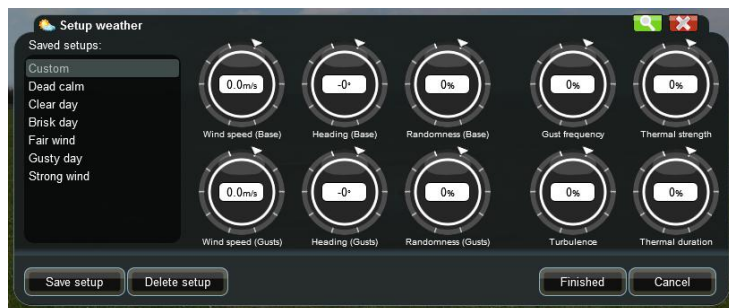 Setup weather
Saved setups:
Custom
Dead calm
Clear day
Brisk day
Fair wind
Gusty day
Strong wind
0.0m/s
-0°
0%
0%
0%
Wind speed (Base)
Heading (Base)
Randomness (Base)
Gust frequency
Thermal strength
0.0m/s
-0°
0%
0%
0%
Wind speed (Gusts)
Heading (Gusts)
Randomness (Gusts)
Turbulence
Thermal duration
Save setup
Delete setup
Finished
Cancel